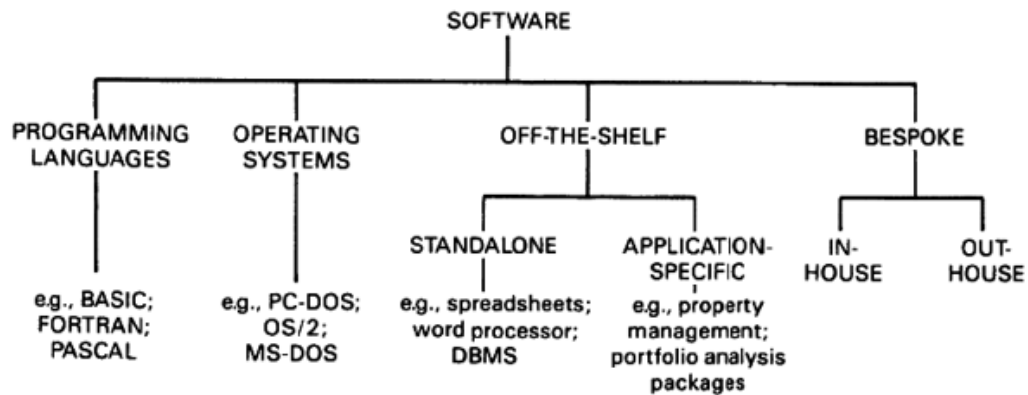 SOFTWARE
PROGRAMMING
LANGUAGES
OPERATING
SYSTEMS
OFF-THE-SHELF
BESPOKE
STANDALONE
APPLICATION-
SPECIFIC
IN-
HOUSE
OUT-
HOUSE
e.g., BASIC;
FORTRAN;
PASCAL
e.g., PC-DOS;
OS/2;
MS-DOS
e.g., spreadsheets;
word processor;
DBMS
e.g., property
management;
portfolio analysis
packages